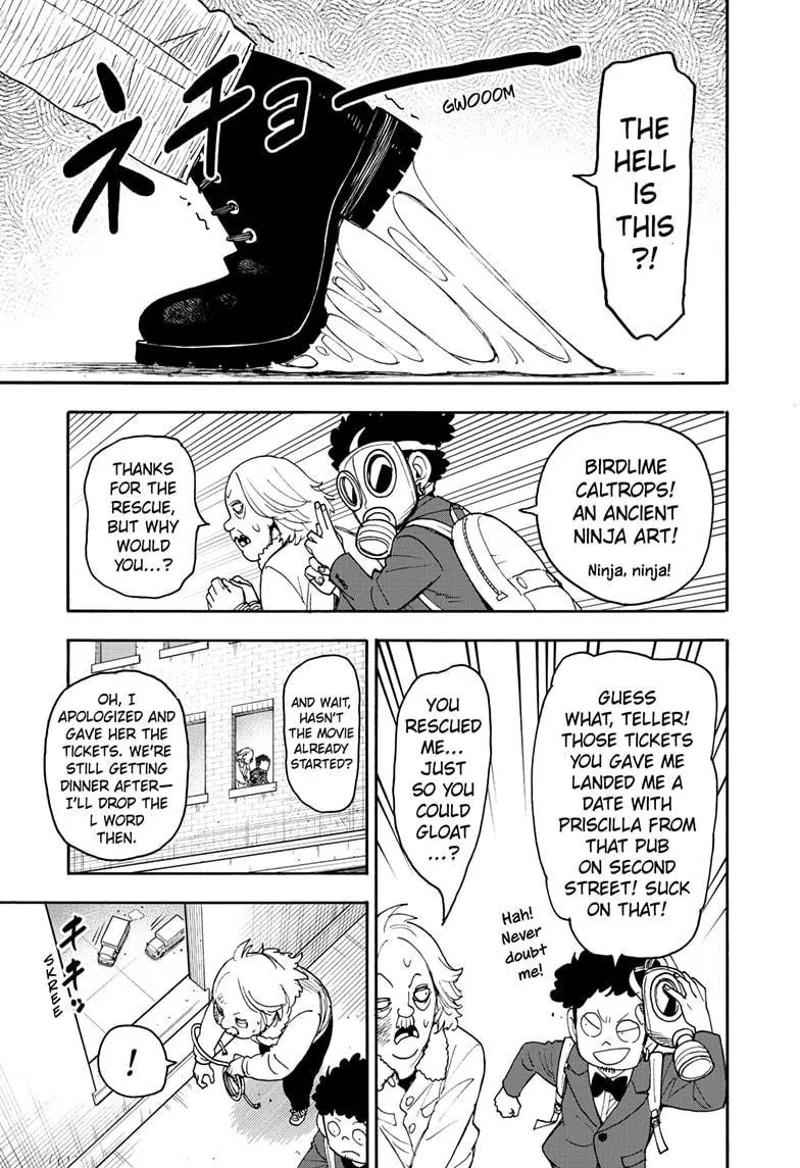 THE
HELL
IS
THIS
?!
ネチョー
GWOOOM
BIRDLIME
CALTROPS!
AN ANCIENT
NINJA ART!
Ninja, ninja!
THANKS
FOR THE
RESCUE,
BUT WHY
WOULD
YOU...?
GUESS
WHAT, TELLER!
THOSE TICKETS
YOU GAVE ME
LANDED ME A
DATE WITH
PRISCILLA FROM
THAT PUB
ON SECOND
STREET! SUCK
ON THAT!
Hah!
Never
doubt
me!
YOU
RESCUED
ME...
JUST
SO YOU
COULD
GLOAT
...?
AND WAIT,
HASN'T
THE MOVIE
ALREADY
STARTED?
OH, I
APOLOGIZED AND
GAVE HER THE
TICKETS. WE'RE
STILL GETTING
DINNER AFTER—
I'LL DROP THE
L WORD
THEN.
キキッ
SKREE
!